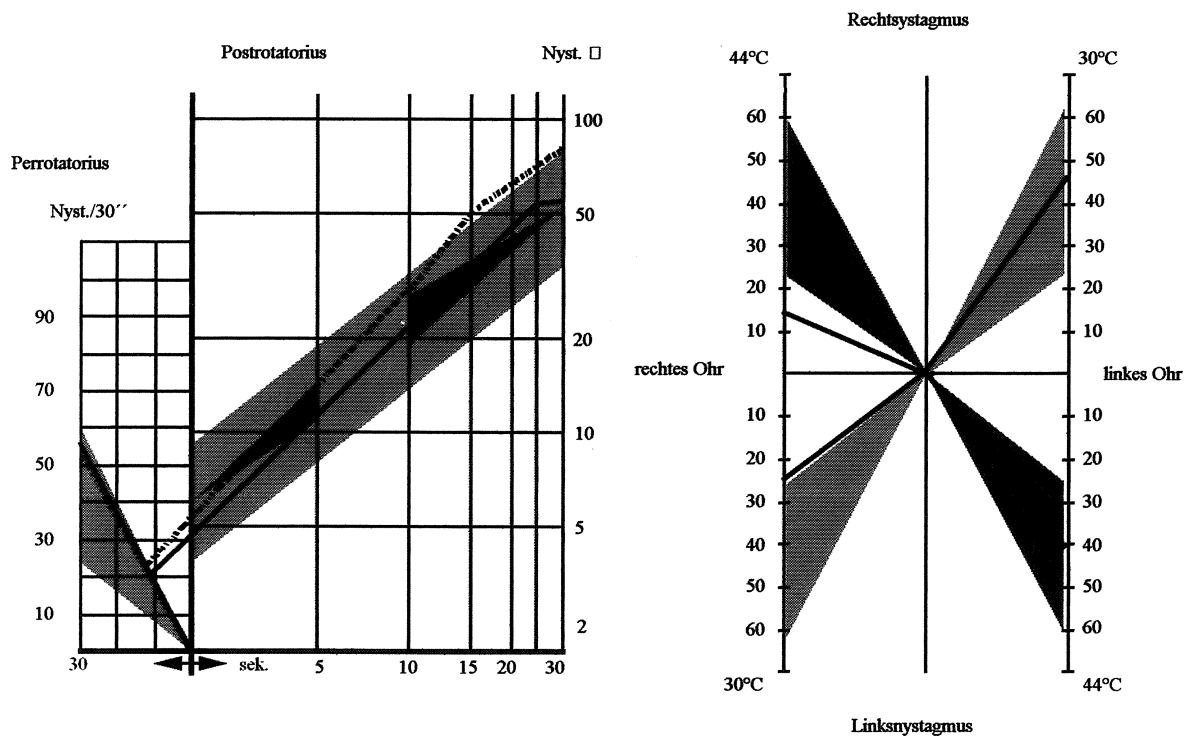 Rechtsystagmus
Postrotatorius Nyst. □
44°C 30°C
100
60 60
Perrotatorius
50 50
Nyst./30´´
50
40 40
30 30
90
20 20
20
10 10
70
rechtes Ohr linkes Ohr
10
10 10
50
20 20
30 30
5
30
40 40
50 50
10
2
60 60
30 sek. 5 10 15 20 30
30°C 44°C
Linksnystagmus